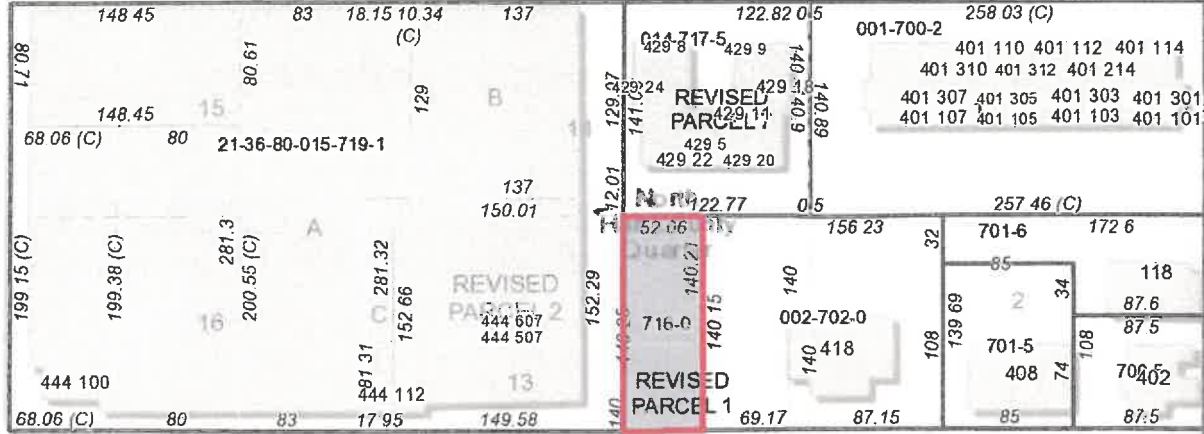 148 45 83 18.15 10.34 137 122.82 0.5 258 03 (C)
(C) 014-717-5 001-700-2
429 8 429 9
401 110 401 112 401 114
80.71 80.61 129 B
401 310 401 312 401 214
429 24 REVISED 429 18
15
401 307 401 305 401 303 401 301
148.45 129.27 140.9 140.89
PARCEL 429 11
401 107 401 105 401 103 401 101
68.06 (C) 80 21-36-80-015-719-1
429 5
429 22 429 20
137
150.01 12.01 North 122.77 0.5 257 46 (C)
Quarter
52 06 156 23 32 701-6 172 6
A
199 15 (C) 199.38 (C) 281.3 200.55 (C) 281.32 152 66
REVISED
PARCEL 2
85
118
152.29 140.21 140 15 140 139 69 2 34 87.6
16 C 444 607
444 507
716-0 002-702-0 108 87.5
418 140 701-5 108
408 74 402
444 100 81 31 13
444 112
REVISED
PARCEL 1
140
68.06 (C) 80 83 17 95 149.58 69.17 87.15 85 87.5